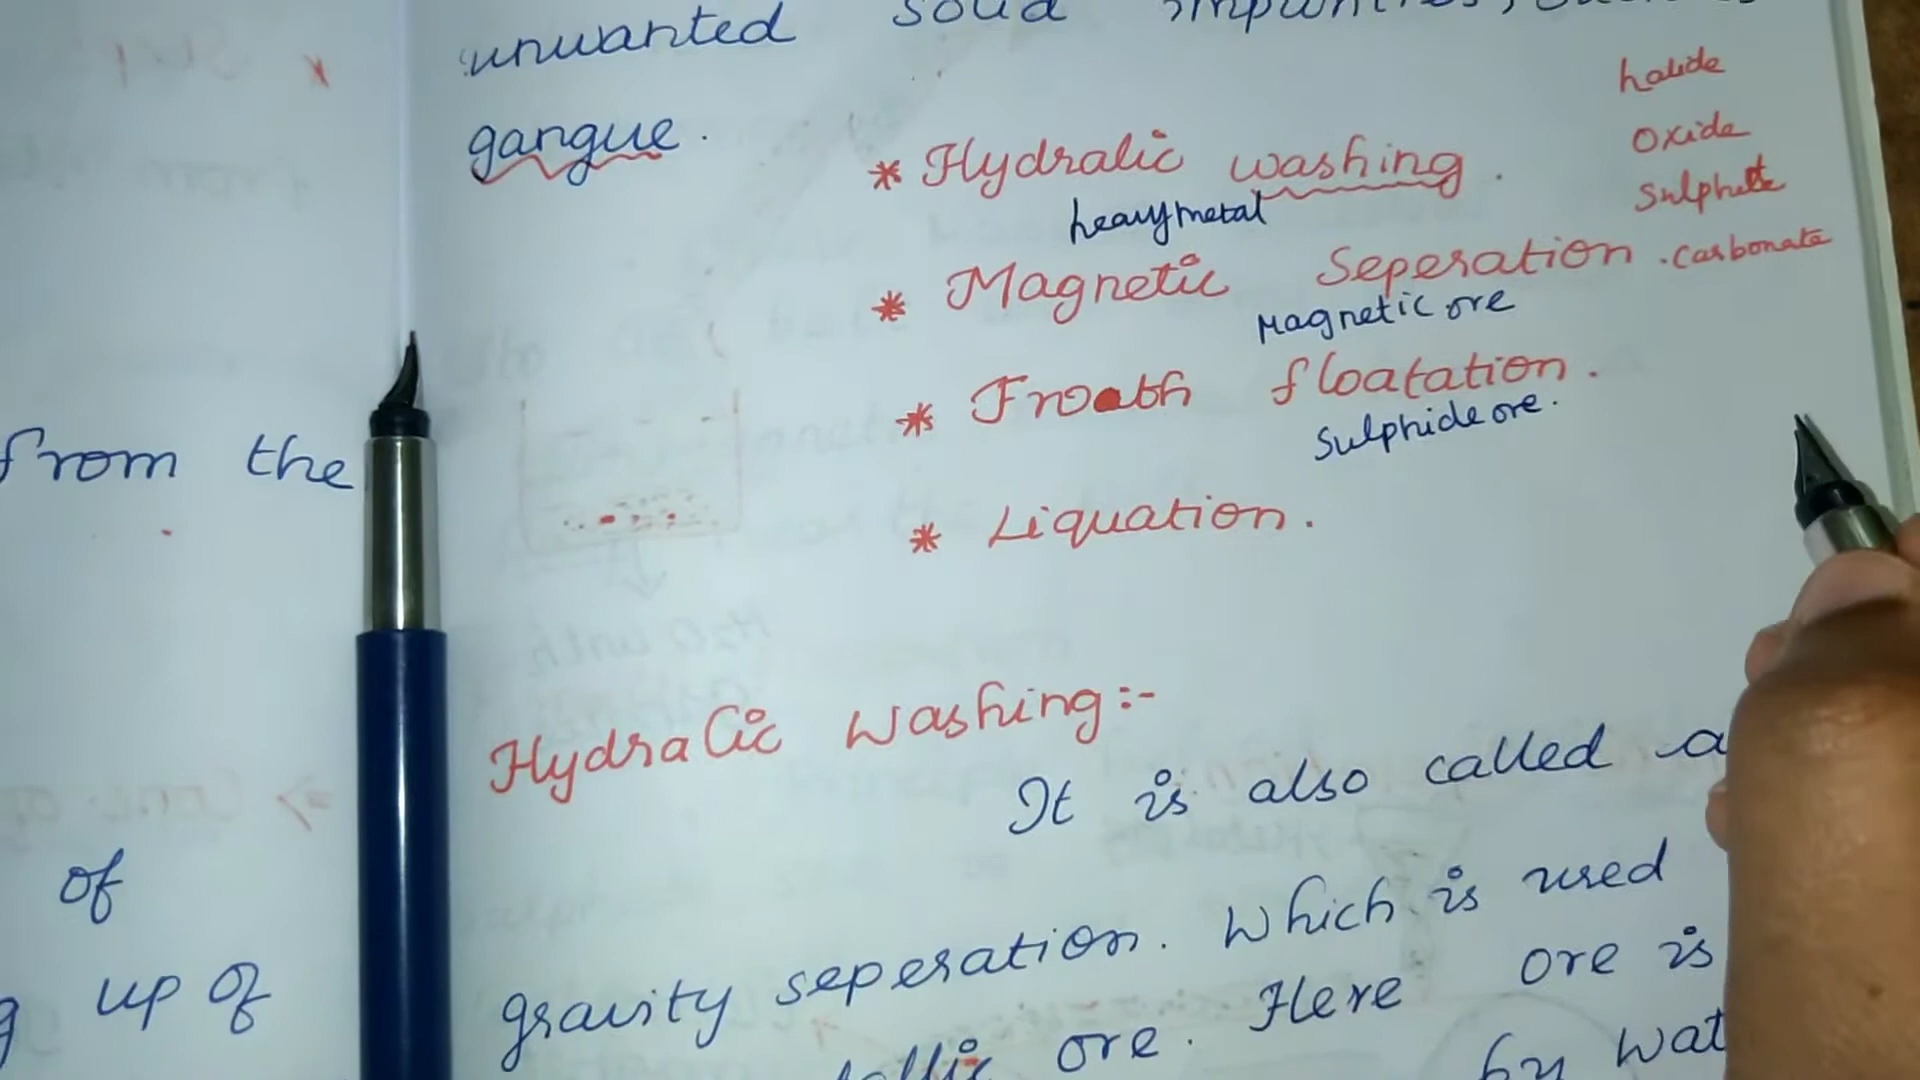 from the
of
up of
unwanted solid
gangue.
* Hydralic washing.
heavy metal
* Magnetic Seperation.
Magnetic ore
* Froath floatation.
Sulphide ore.
* Liquation.
halide
oxide
carbonate
Hydralic Washing:-
It is also called a
gravity seperation. Which is used
ore. Here ore is
by wat